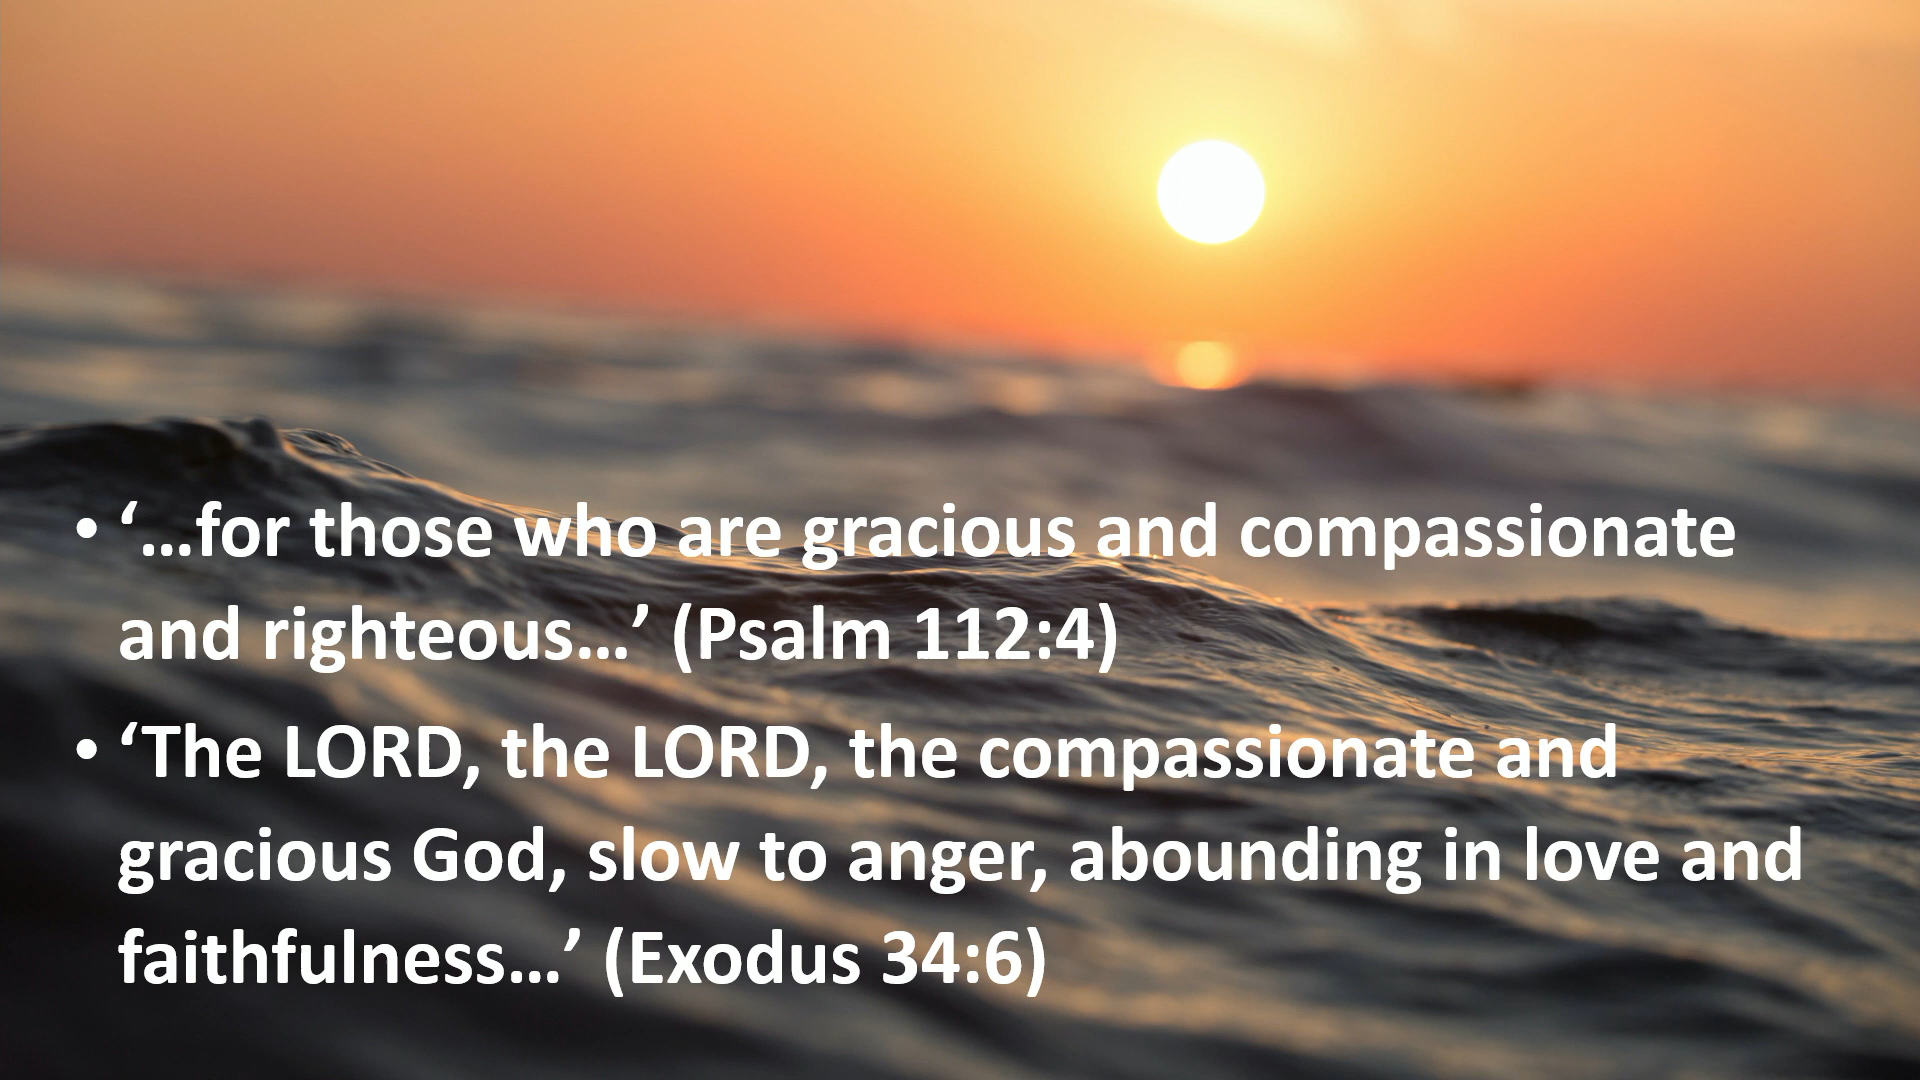 • ‘…for those who are gracious and compassionate
and righteous…’ (Psalm 112:4)
• ‘The LORD, the LORD, the compassionate and
gracious God, slow to anger, abounding in love and
faithfulness…’ (Exodus 34:6)